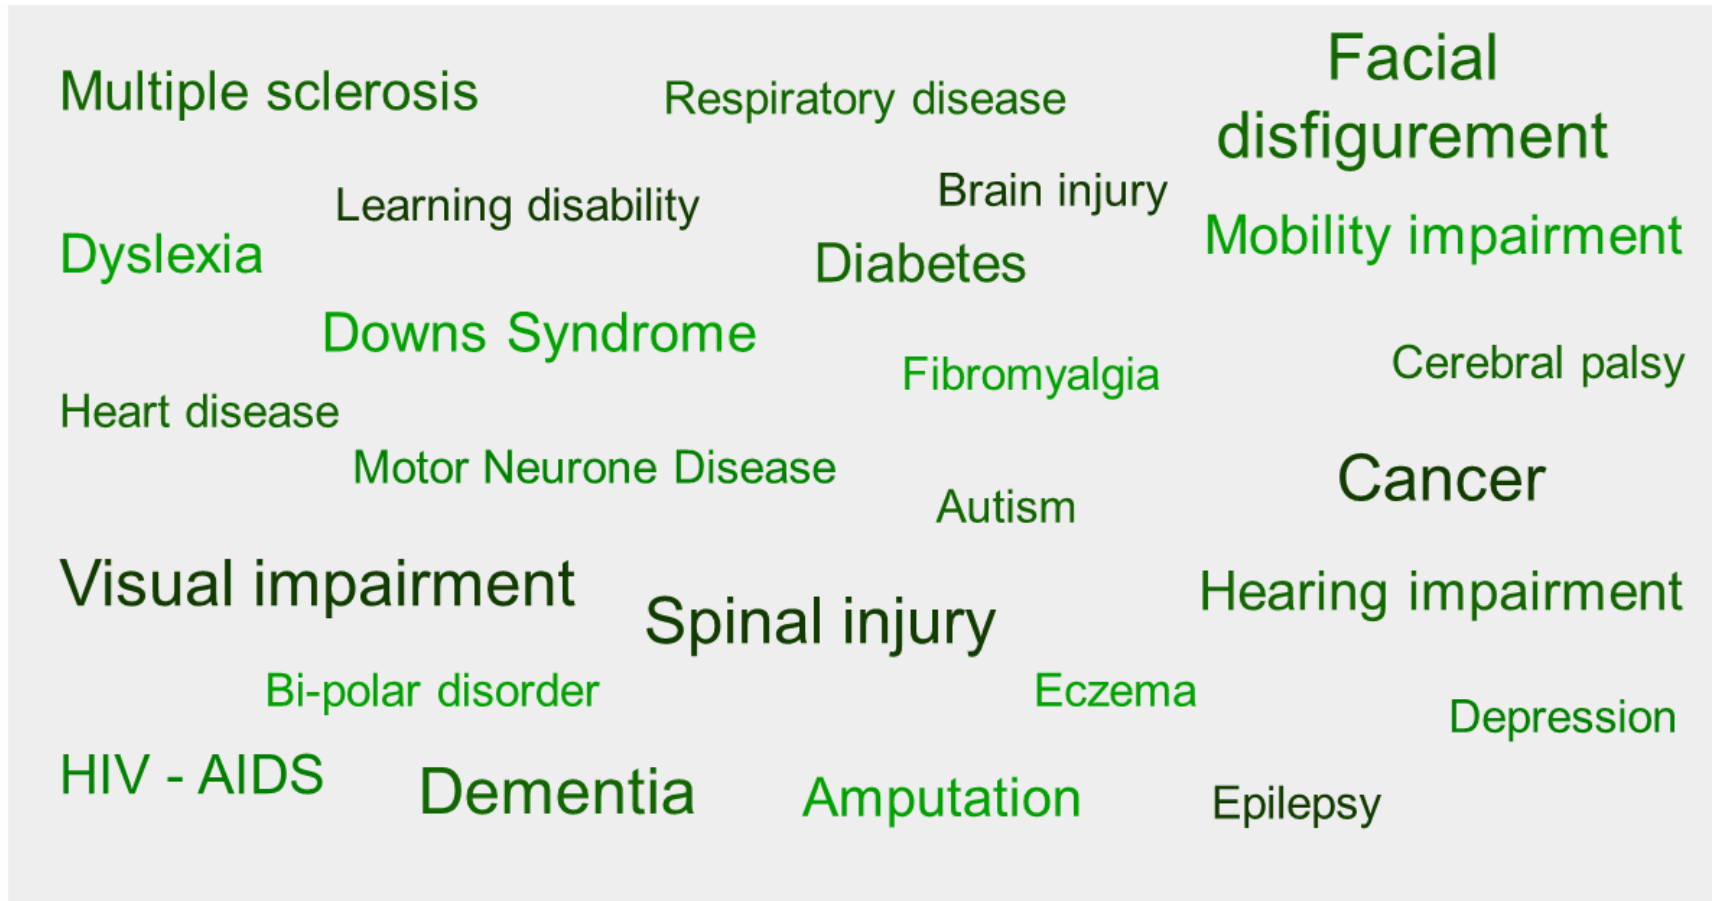 Facial
disfigurement
Multiple sclerosis
Respiratory disease
Brain injury
Learning disability
Mobility impairment
Dyslexia
Diabetes
Downs Syndrome
Cerebral palsy
Fibromyalgia
Heart disease
Motor Neurone Disease
Cancer
Autism
Visual impairment
Hearing impairment
Spinal injury
Bi-polar disorder
Eczema
Depression
HIV - AIDS
Dementia
Amputation
Epilepsy